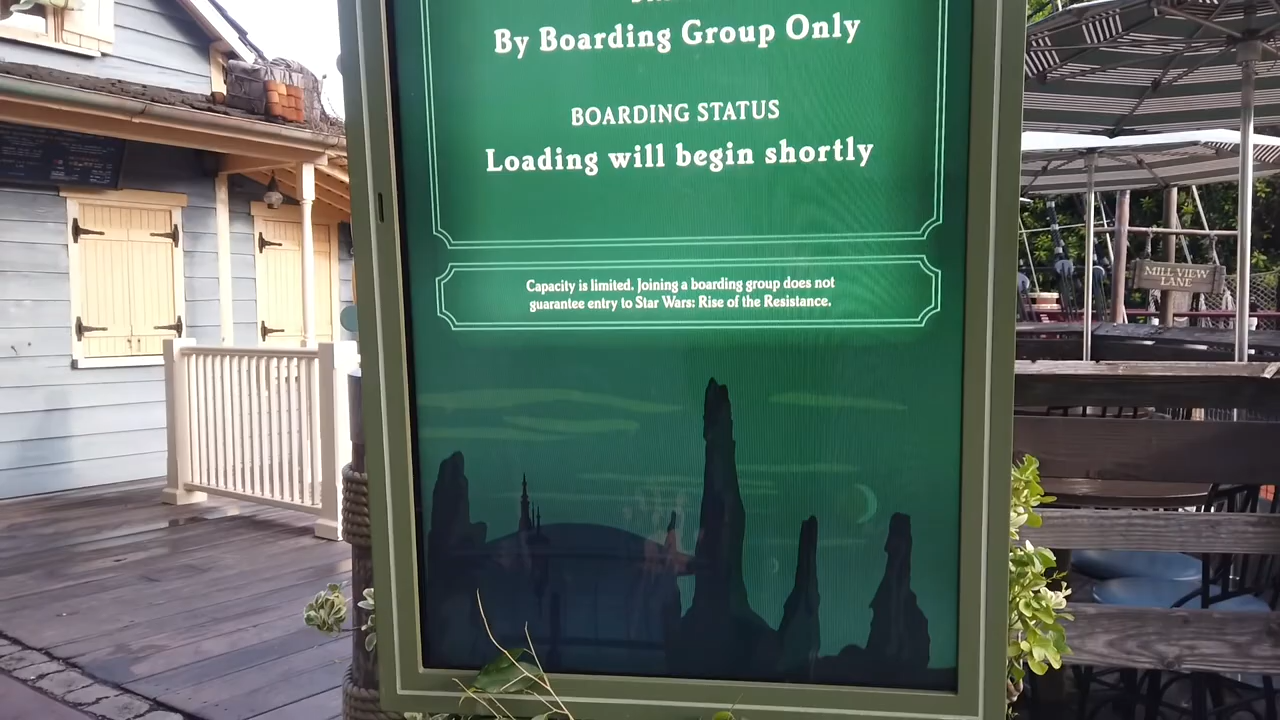 By Boarding Group Only
BOARDING STATUS
Loading will begin shortly
Capacity is limited. Joining a boarding group does not
guarantee entry to Star Wars: Rise of the Resistance.
MILL VIEW
LANE